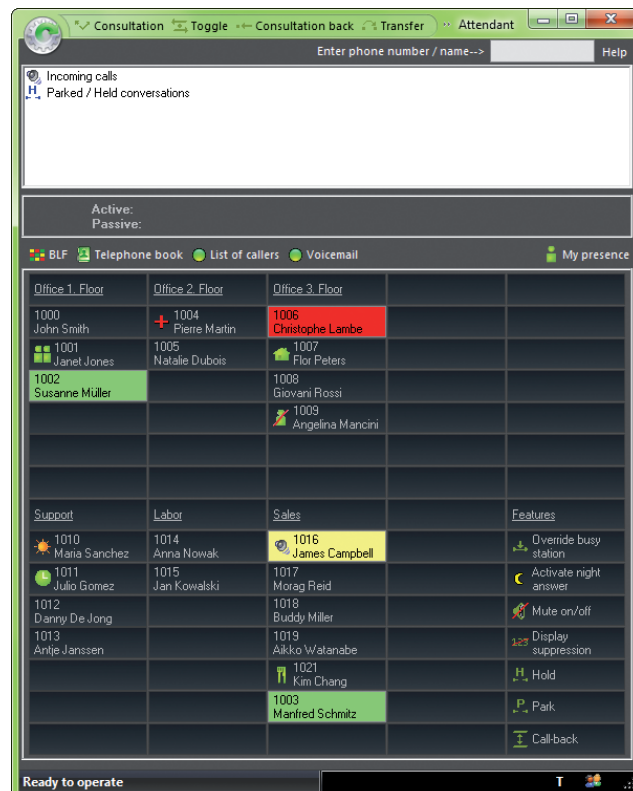 Consultation Toggle Consultation back Transfer Attendant
Enter phone number / name--> Help
Incoming calls
H Parked / Held conversations
Active:
Passive:
BLF Telephone book List of callers Voicemail My presence
Office 1. Floor Office 2. Floor Office 3. Floor
1000 1004 1006
John Smith Pierre Martin Christophe Lambe
1001 1005 1007
Janet Jones Natalie Dubois Flor Peters
1002 1008
Susanne Müller Giovani Rossi
1009
Angelina Mancini
Support Labor Sales Features
1010 1014 1016 Override busy
Maria Sanchez Anna Nowak James Campbell station
1011 1015 1017 Activate night
Julio Gomez Jan Kowalski Morag Reid answer
1012 1018 Mute on/off
Danny De Jong Buddy Miller
1013 1019 123 Display
Antje Janssen Aikko Watanabe suppression
1021 H Hold
Kim Chang
1003 P Park
Manfred Schmitz
Call-back
Ready to operate T